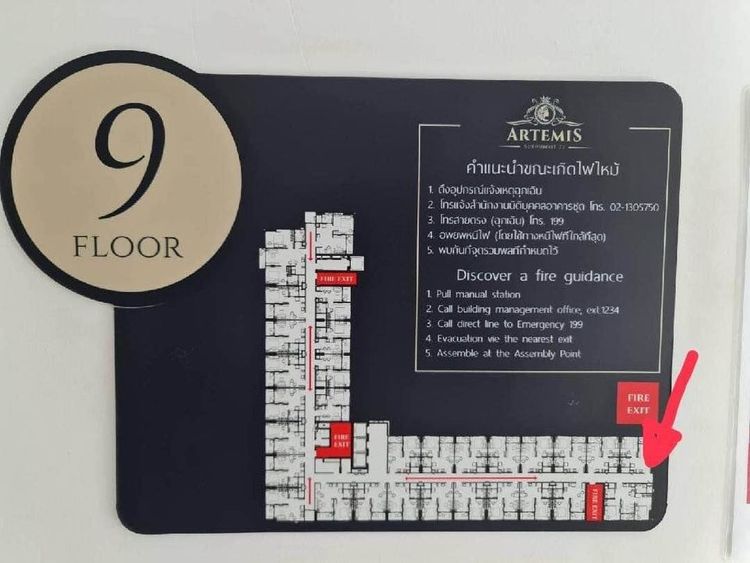 9
FLOOR
ARTEMIS
คำแนะนำขณะเกิดไฟไหม้
1. ดึงอุปกรณ์แจ้งเหตุฉุกเฉิน
2. โทรแจ้งสำนักงานนิติบุคคลอาคารชุด โทร. 02-1305750
3. โทรสายตรง (ฉุกเฉิน) โทร. 199
4. อพยพหนีไฟ (โดยใช้ทางหนีไฟที่ใกล้ที่สุด)
5. พบกันที่จุดรวมพลที่กำหนดไว้
Discover a fire guidance
1. Pull manual station
2. Call building management office, ext.1234
3. Call direct line to Emergency 199
4. Evacuation vie the nearest exit
5. Assemble at the Assembly Point
FIRE EXIT
FIRE
EXIT
FIRE
EXIT
FIRE EXIT